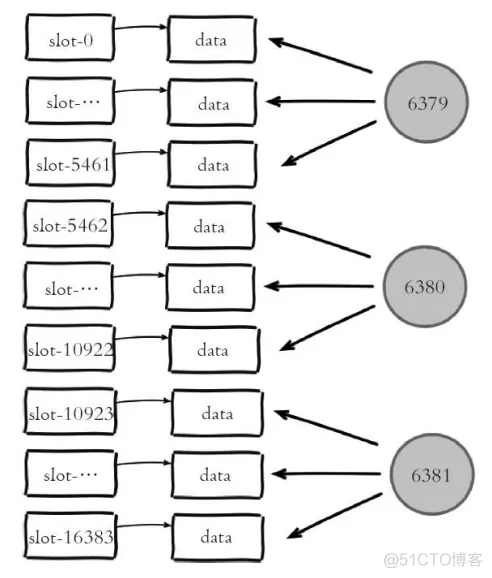 slot-0 data
slot-… data 6379
slot-5461 data
slot-5462 data
slot-… data 6380
slot-10922 data
slot-10923 data
slot-… data 6381
slot-16383 data
@51CTO博客